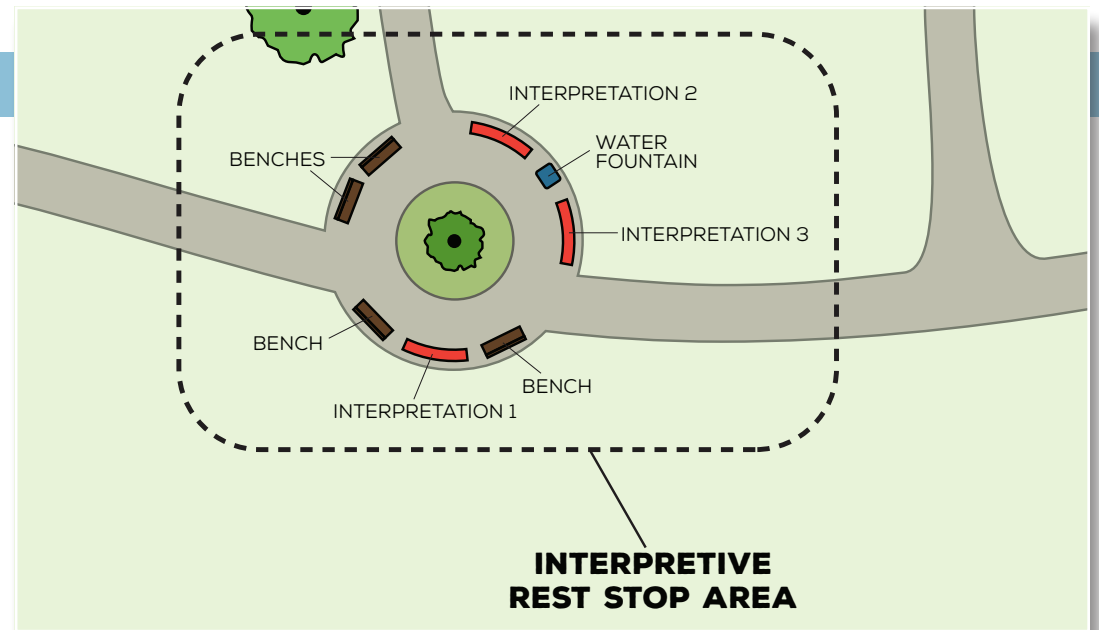 INTERPRETATION 2
WATER
FOUNTAIN
BENCHES
INTERPRETATION 3
BENCH
BENCH
INTERPRETATION 1
INTERPRETIVE
REST STOP AREA